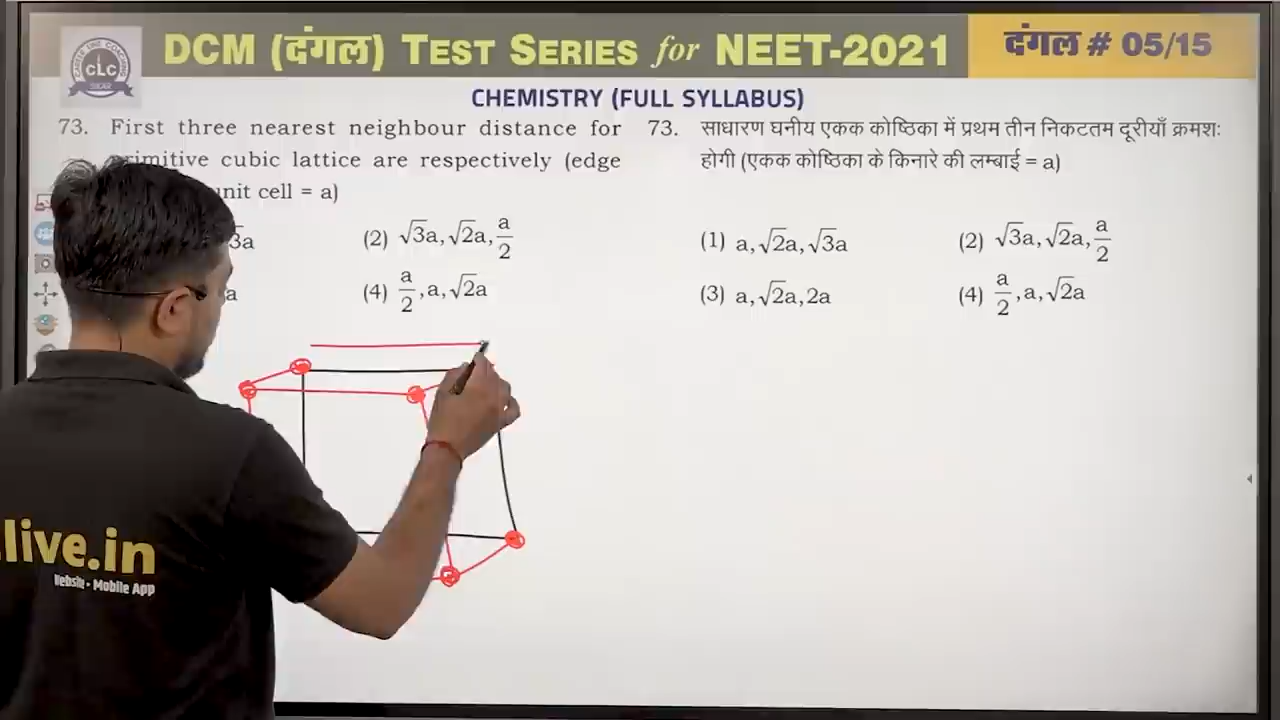 DCM (दंगल) TEST SERIES for NEET-2021
दंगल # 05/15
CLC
SIKAR
CHEMISTRY (FULL SYLLABUS)
73. First three nearest neighbour distance for
primitive cubic lattice are respectively (edge
unit cell = a)
3a
(2) √3a, √2a, a/2
a
(4) a/2, a, √2a
73. साधारण घनीय एकक कोष्ठिका में प्रथम तीन निकटतम दूरीयाँ क्रमशः
होगी (एकक कोष्ठिका के किनारे की लम्बाई = a)
(1) a, √2a, √3a
(2) √3a, √2a, a/2
(3) a, √2a, 2a
(4) a/2, a, √2a
live.in
Website • Mobile App